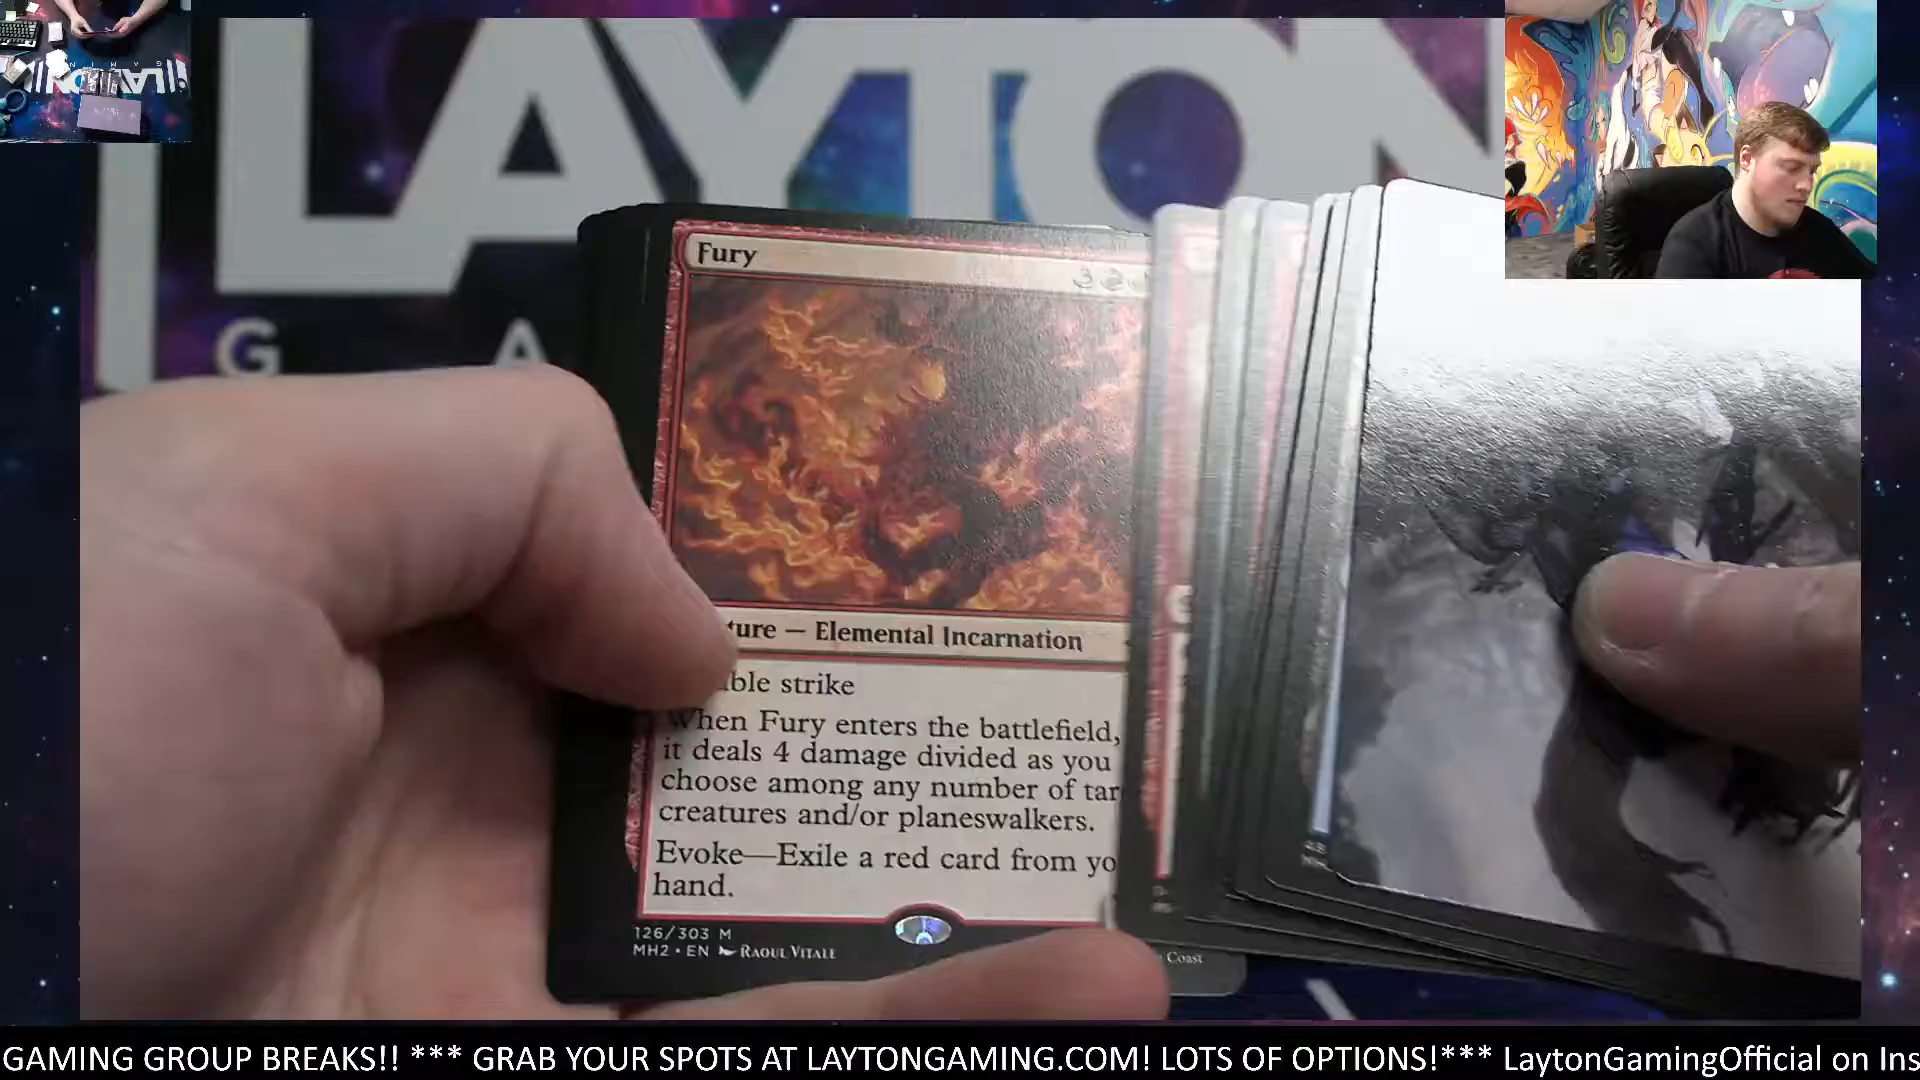 LAYTON
G A
Fury
3
ture — Elemental Incarnation
ble strike
When Fury enters the battlefield,
it deals 4 damage divided as you
choose among any number of tar
creatures and/or planeswalkers.
Evoke—Exile a red card from yo
hand.
126/303 M
MH2 • EN RAOUL VITALE
Coast
GAMING GROUP BREAKS!! *** GRAB YOUR SPOTS AT LAYTONGAMING.COM! LOTS OF OPTIONS!*** LaytonGamingOfficial on Ins